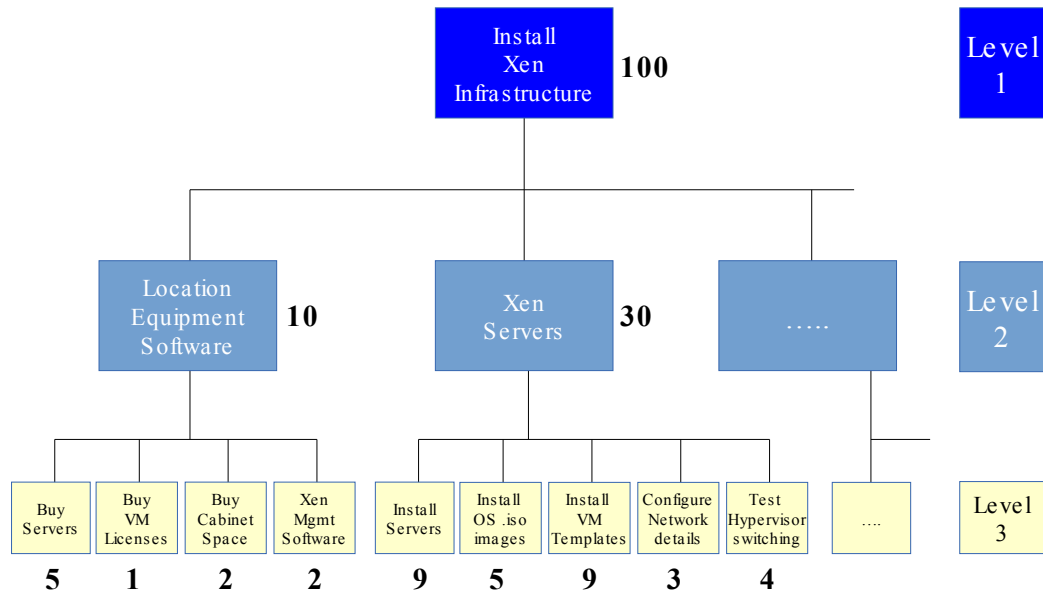 Install
Xen
Infrastructure
100
Level
1
Location
Equipment
Software
10
Xen
Servers
30
.....
Level
2
Buy
Servers
Buy
VM
Licenses
Buy
Cabinet
Space
Xen
Mgmt
Software
Install
Servers
Install
OS .iso
images
Install
VM
Templates
Configure
Network
details
Test
Hypervisor
switching
....
Level
3
5
1
2
2
9
5
9
3
4